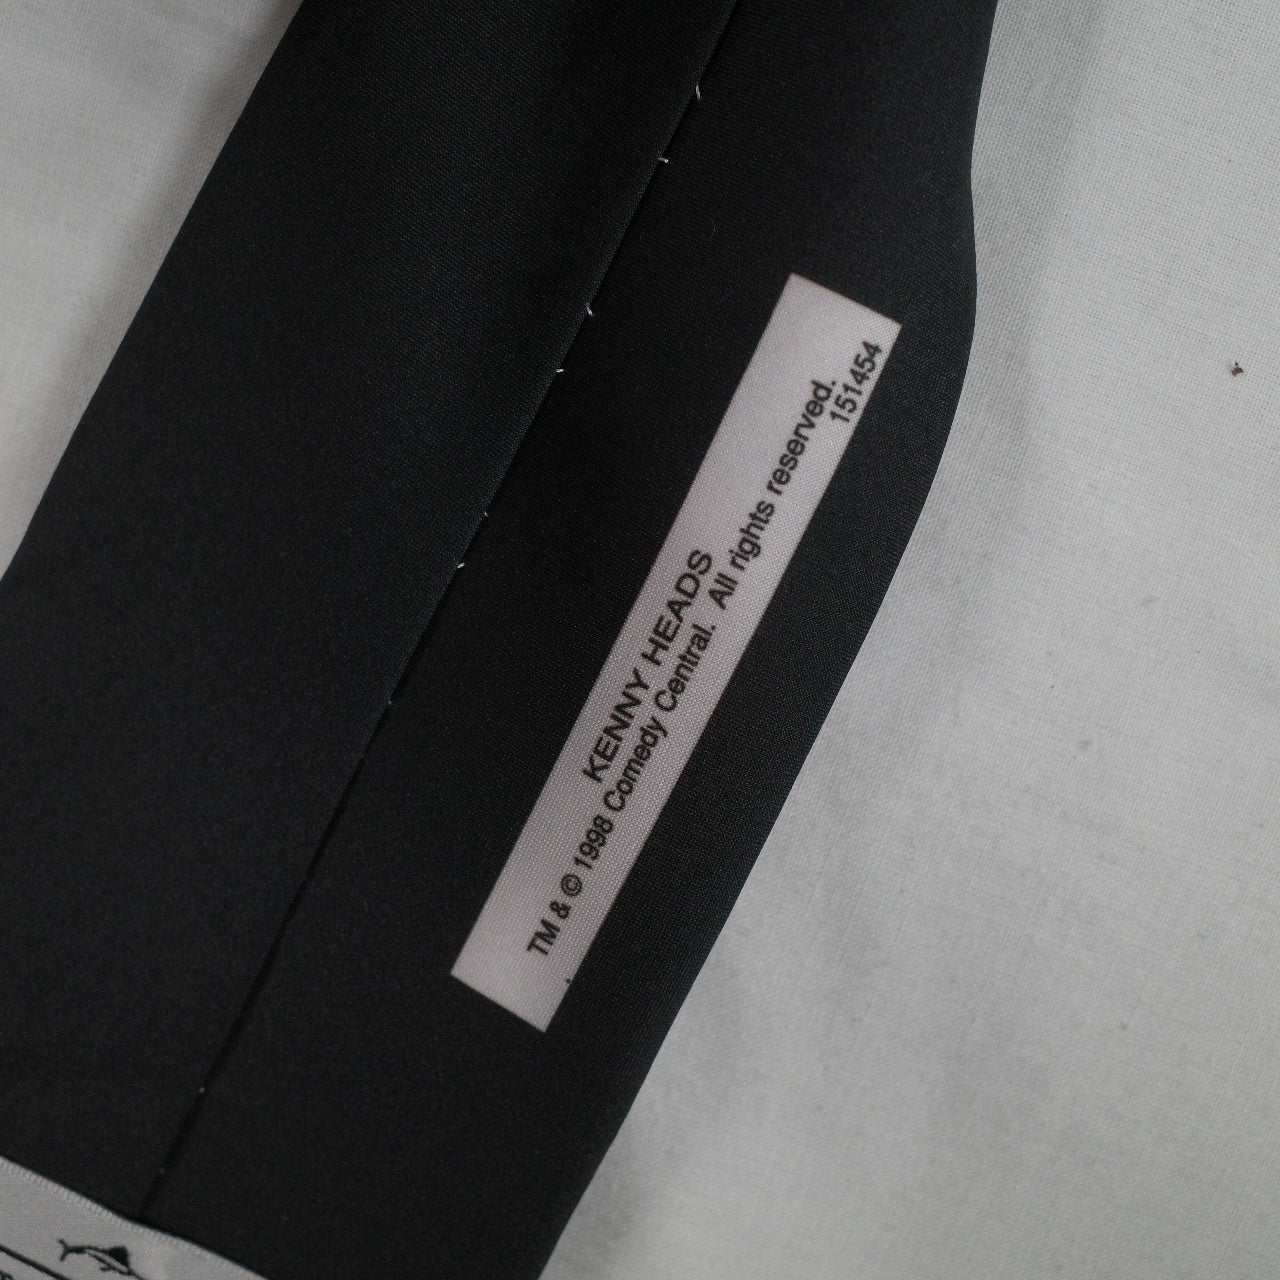 KENNY HEADS
TM & © 1998 Comedy Central. All rights reserved.
151454